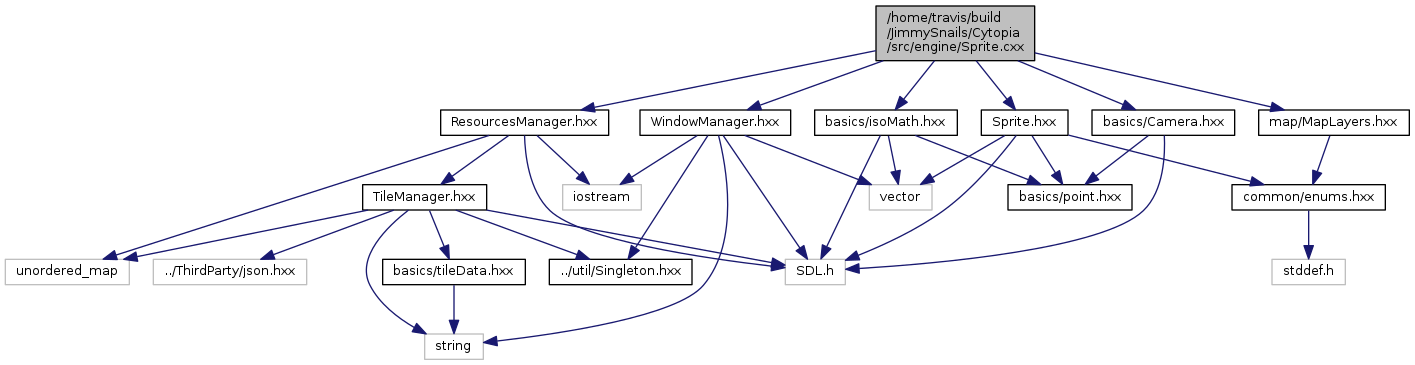 /home/travis/build
/JimmySnails/Cytopia
/src/engine/Sprite.cxx
ResourcesManager.hxx
WindowManager.hxx
basics/isoMath.hxx
Sprite.hxx
basics/Camera.hxx
map/MapLayers.hxx
TileManager.hxx
iostream
vector
basics/point.hxx
common/enums.hxx
unordered_map
../ThirdParty/json.hxx
basics/tileData.hxx
../util/Singleton.hxx
SDL.h
stddef.h
string